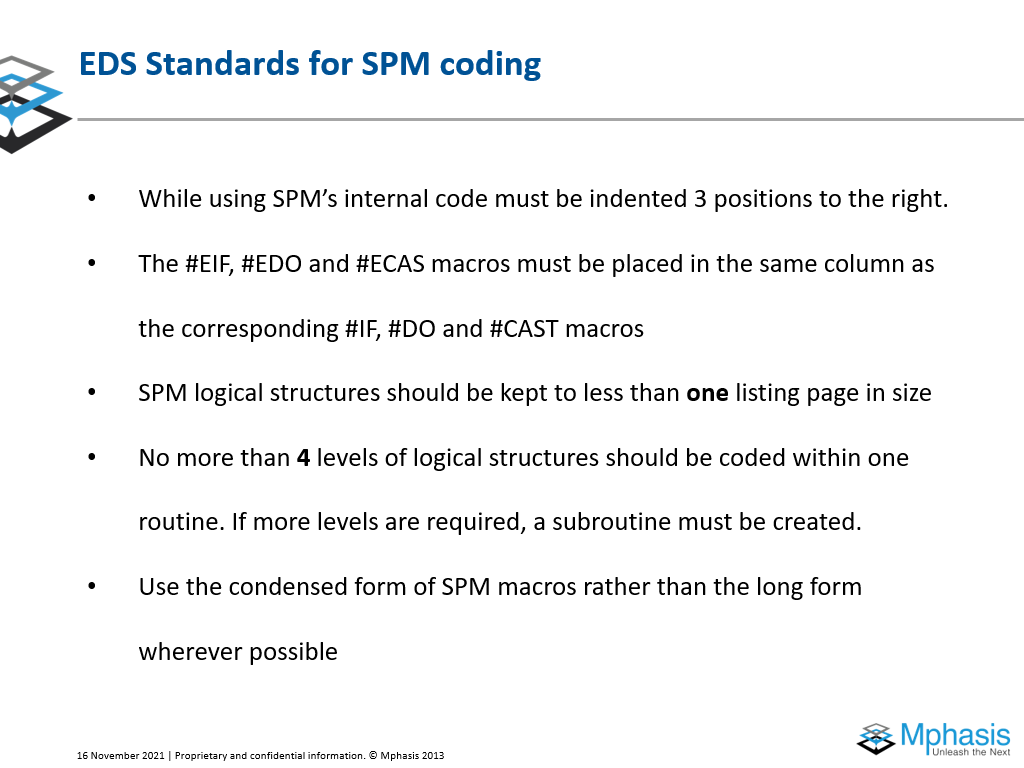 EDS Standards for SPM coding
• While using SPM’s internal code must be indented 3 positions to the right.
• The #EIF, #EDO and #ECAS macros must be placed in the same column as
the corresponding #IF, #DO and #CAST macros
• SPM logical structures should be kept to less than one listing page in size
• No more than 4 levels of logical structures should be coded within one
routine. If more levels are required, a subroutine must be created.
• Use the condensed form of SPM macros rather than the long form
wherever possible
Mphasis
Unleash the Next
16 November 2021 | Proprietary and confidential information. © Mphasis 2013